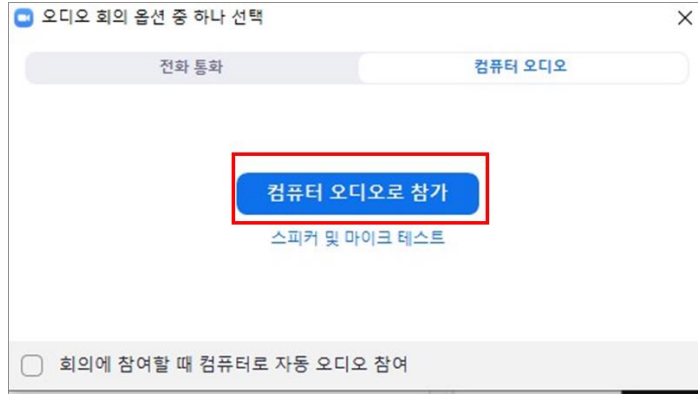 오디오 회의 옵션 중 하나 선택
전화 통화
컴퓨터 오디오
컴퓨터 오디오로 참가
스피커 및 마이크 테스트
회의에 참여할 때 컴퓨터로 자동 오디오 참여